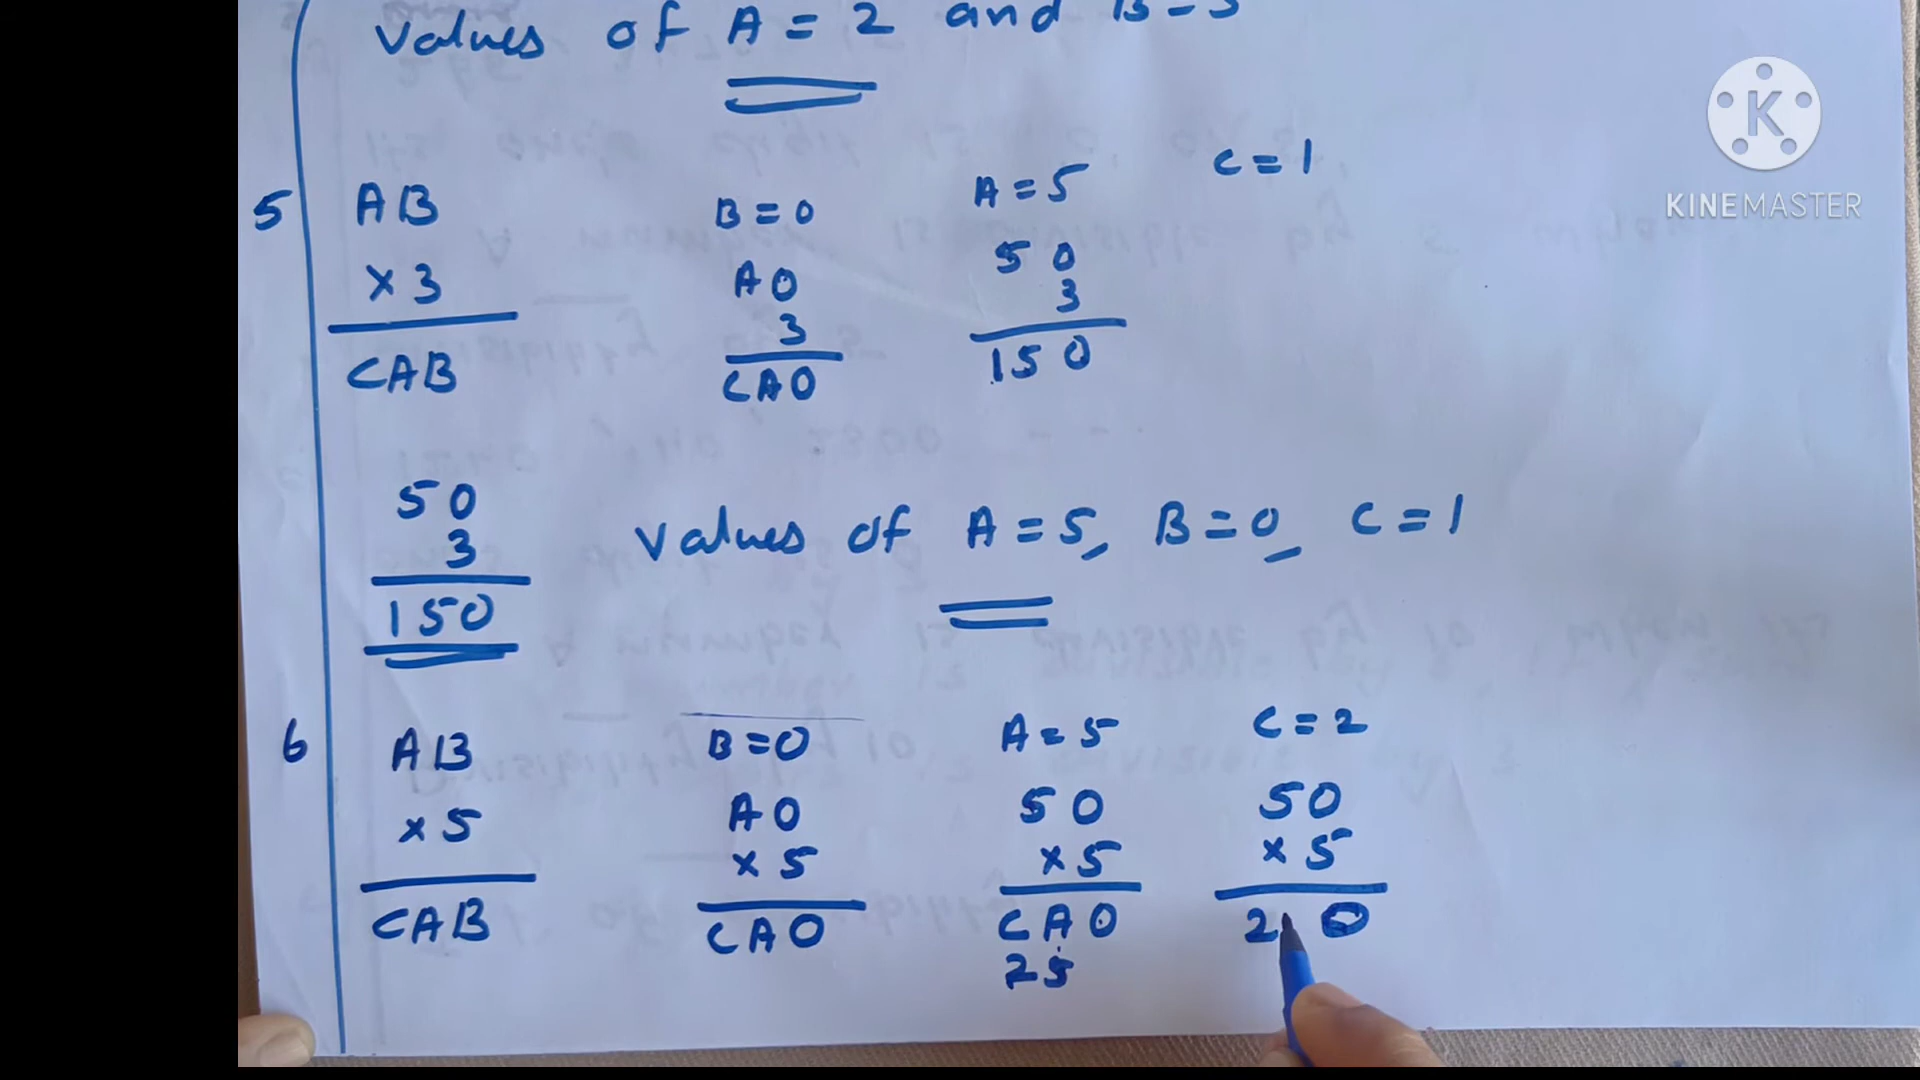 values of A = 2 and B = 5
5 AB B = 0 A = 5 C = 1
× 3 A0 50
CAB 3 3
CA0 150
50
3 values of A = 5, B = 0, C = 1
150
6 AB B = 0 A = 5 C = 2
× 5 A0 50 50
CAB × 5 × 5 × 5
CA0 CA0 2 0
25
K
KINEMASTER